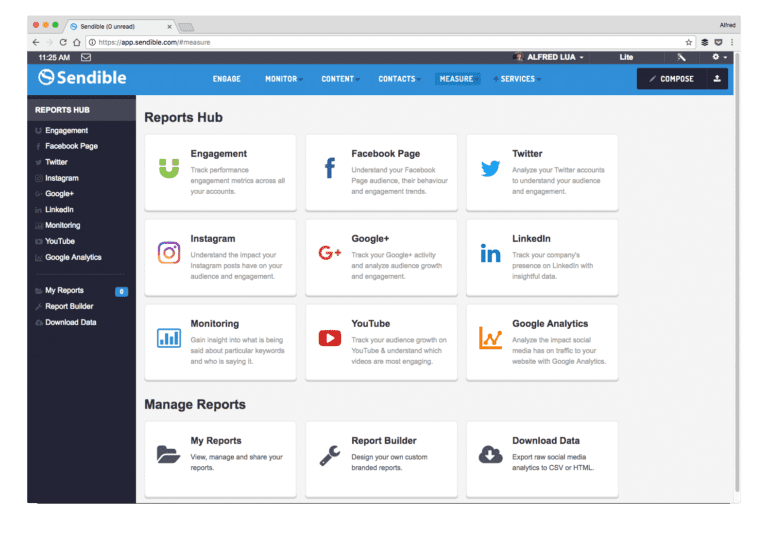 Sendible (0 unread)
Alfred
https://app.sendible.com/#measure
11:25 AM
ALFRED LUA
Lite
Sendible
ENGAGE
MONITOR
CONTENT
CONTACTS
MEASURE
SERVICES
COMPOSE
REPORTS HUB
Engagement
Facebook Page
Twitter
Instagram
Google+
LinkedIn
Monitoring
YouTube
Google Analytics
My Reports
0
Report Builder
Download Data
Reports Hub
Engagement
Track performance
engagement metrics across all
your accounts.
Facebook Page
Understand your Facebook
Page audience, their behaviour
and engagement trends.
Twitter
Analyze your Twitter accounts
to understand your audience
and engagement.
Instagram
Understand the impact your
Instagram posts have on your
audience and engagement.
Google+
Track your Google+ activity
and analyze audience growth
and engagement.
LinkedIn
Track your company's
presence on LinkedIn with
insightful data.
Monitoring
Gain insight into what is being
said about particular keywords
and who is saying it.
YouTube
Track your audience growth on
YouTube & understand which
videos are most engaging.
Google Analytics
Analyze the impact social
media has on traffic to your
website with Google Analytics.
Manage Reports
My Reports
View, manage and share your
reports.
Report Builder
Design your own custom
branded reports.
Download Data
Export raw social media
analytics to CSV or HTML.